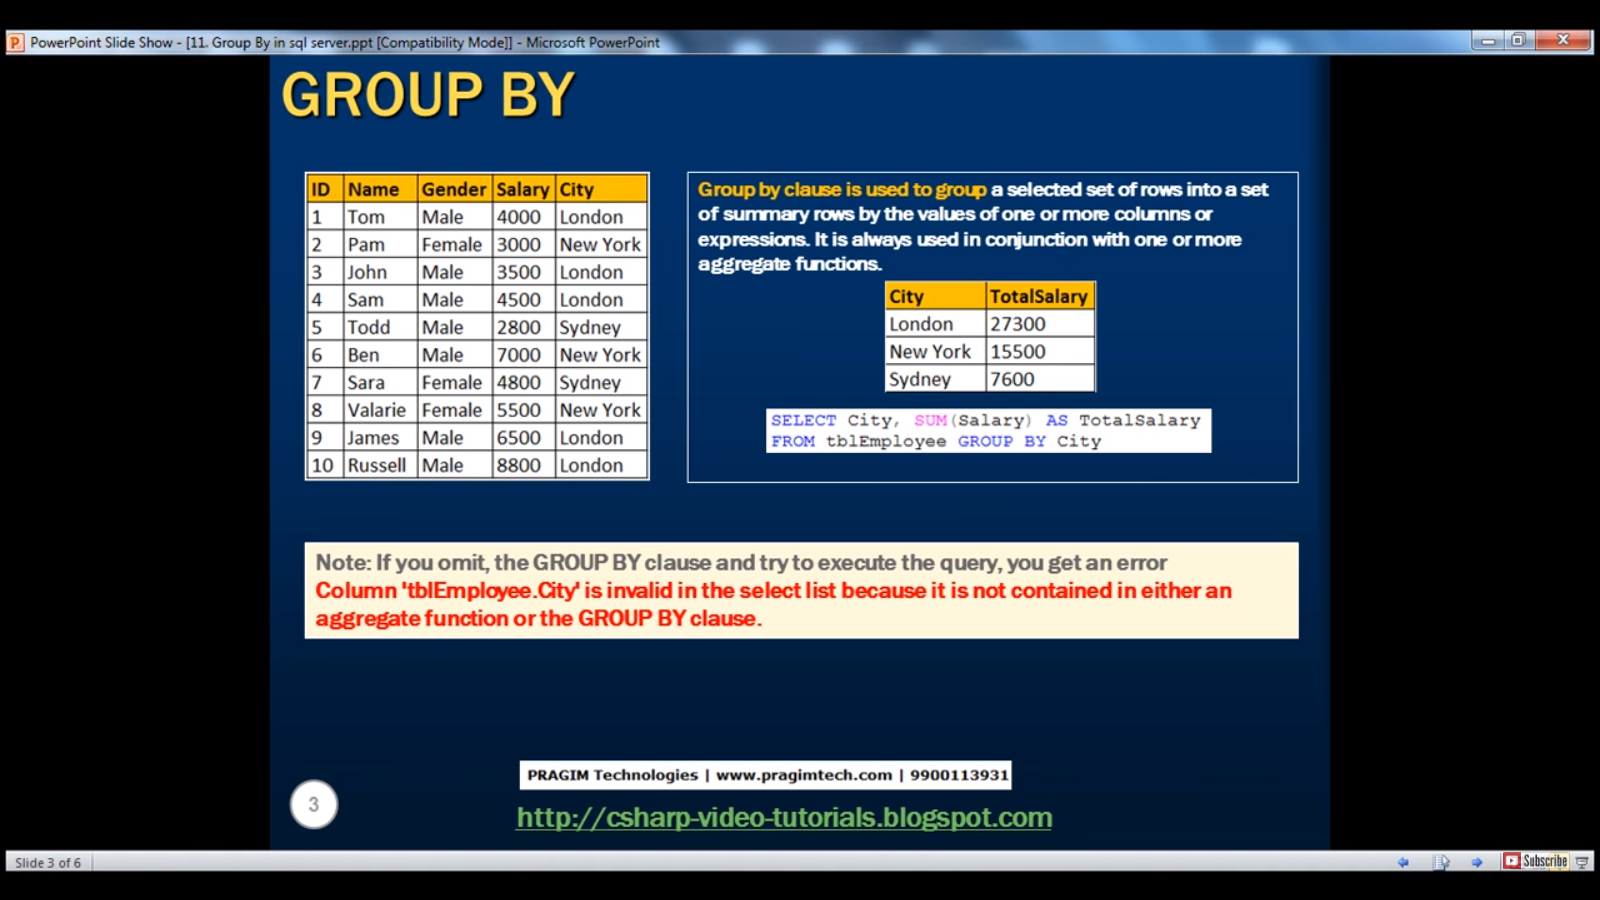 PowerPoint Slide Show - [11. Group By in sql server.ppt [Compatibility Mode]] - Microsoft PowerPoint
GROUP BY
ID Name Gender Salary City
1 Tom Male 4000 London
2 Pam Female 3000 New York
3 John Male 3500 London
4 Sam Male 4500 London
5 Todd Male 2800 Sydney
6 Ben Male 7000 New York
7 Sara Female 4800 Sydney
8 Valarie Female 5500 New York
9 James Male 6500 London
10 Russell Male 8800 London
Group by clause is used to group a selected set of rows into a set
of summary rows by the values of one or more columns or
expressions. It is always used in conjunction with one or more
aggregate functions.
City TotalSalary
London 27300
New York 15500
Sydney 7600
SELECT City, SUM(Salary) AS TotalSalary
FROM tblEmployee GROUP BY City
Note: If you omit, the GROUP BY clause and try to execute the query, you get an error
Column 'tblEmployee.City' is invalid in the select list because it is not contained in either an
aggregate function or the GROUP BY clause.
PRAGIM Technologies | www.pragimtech.com | 9900113931
3
http://csharp-video-tutorials.blogspot.com
Slide 3 of 6
Subscribe